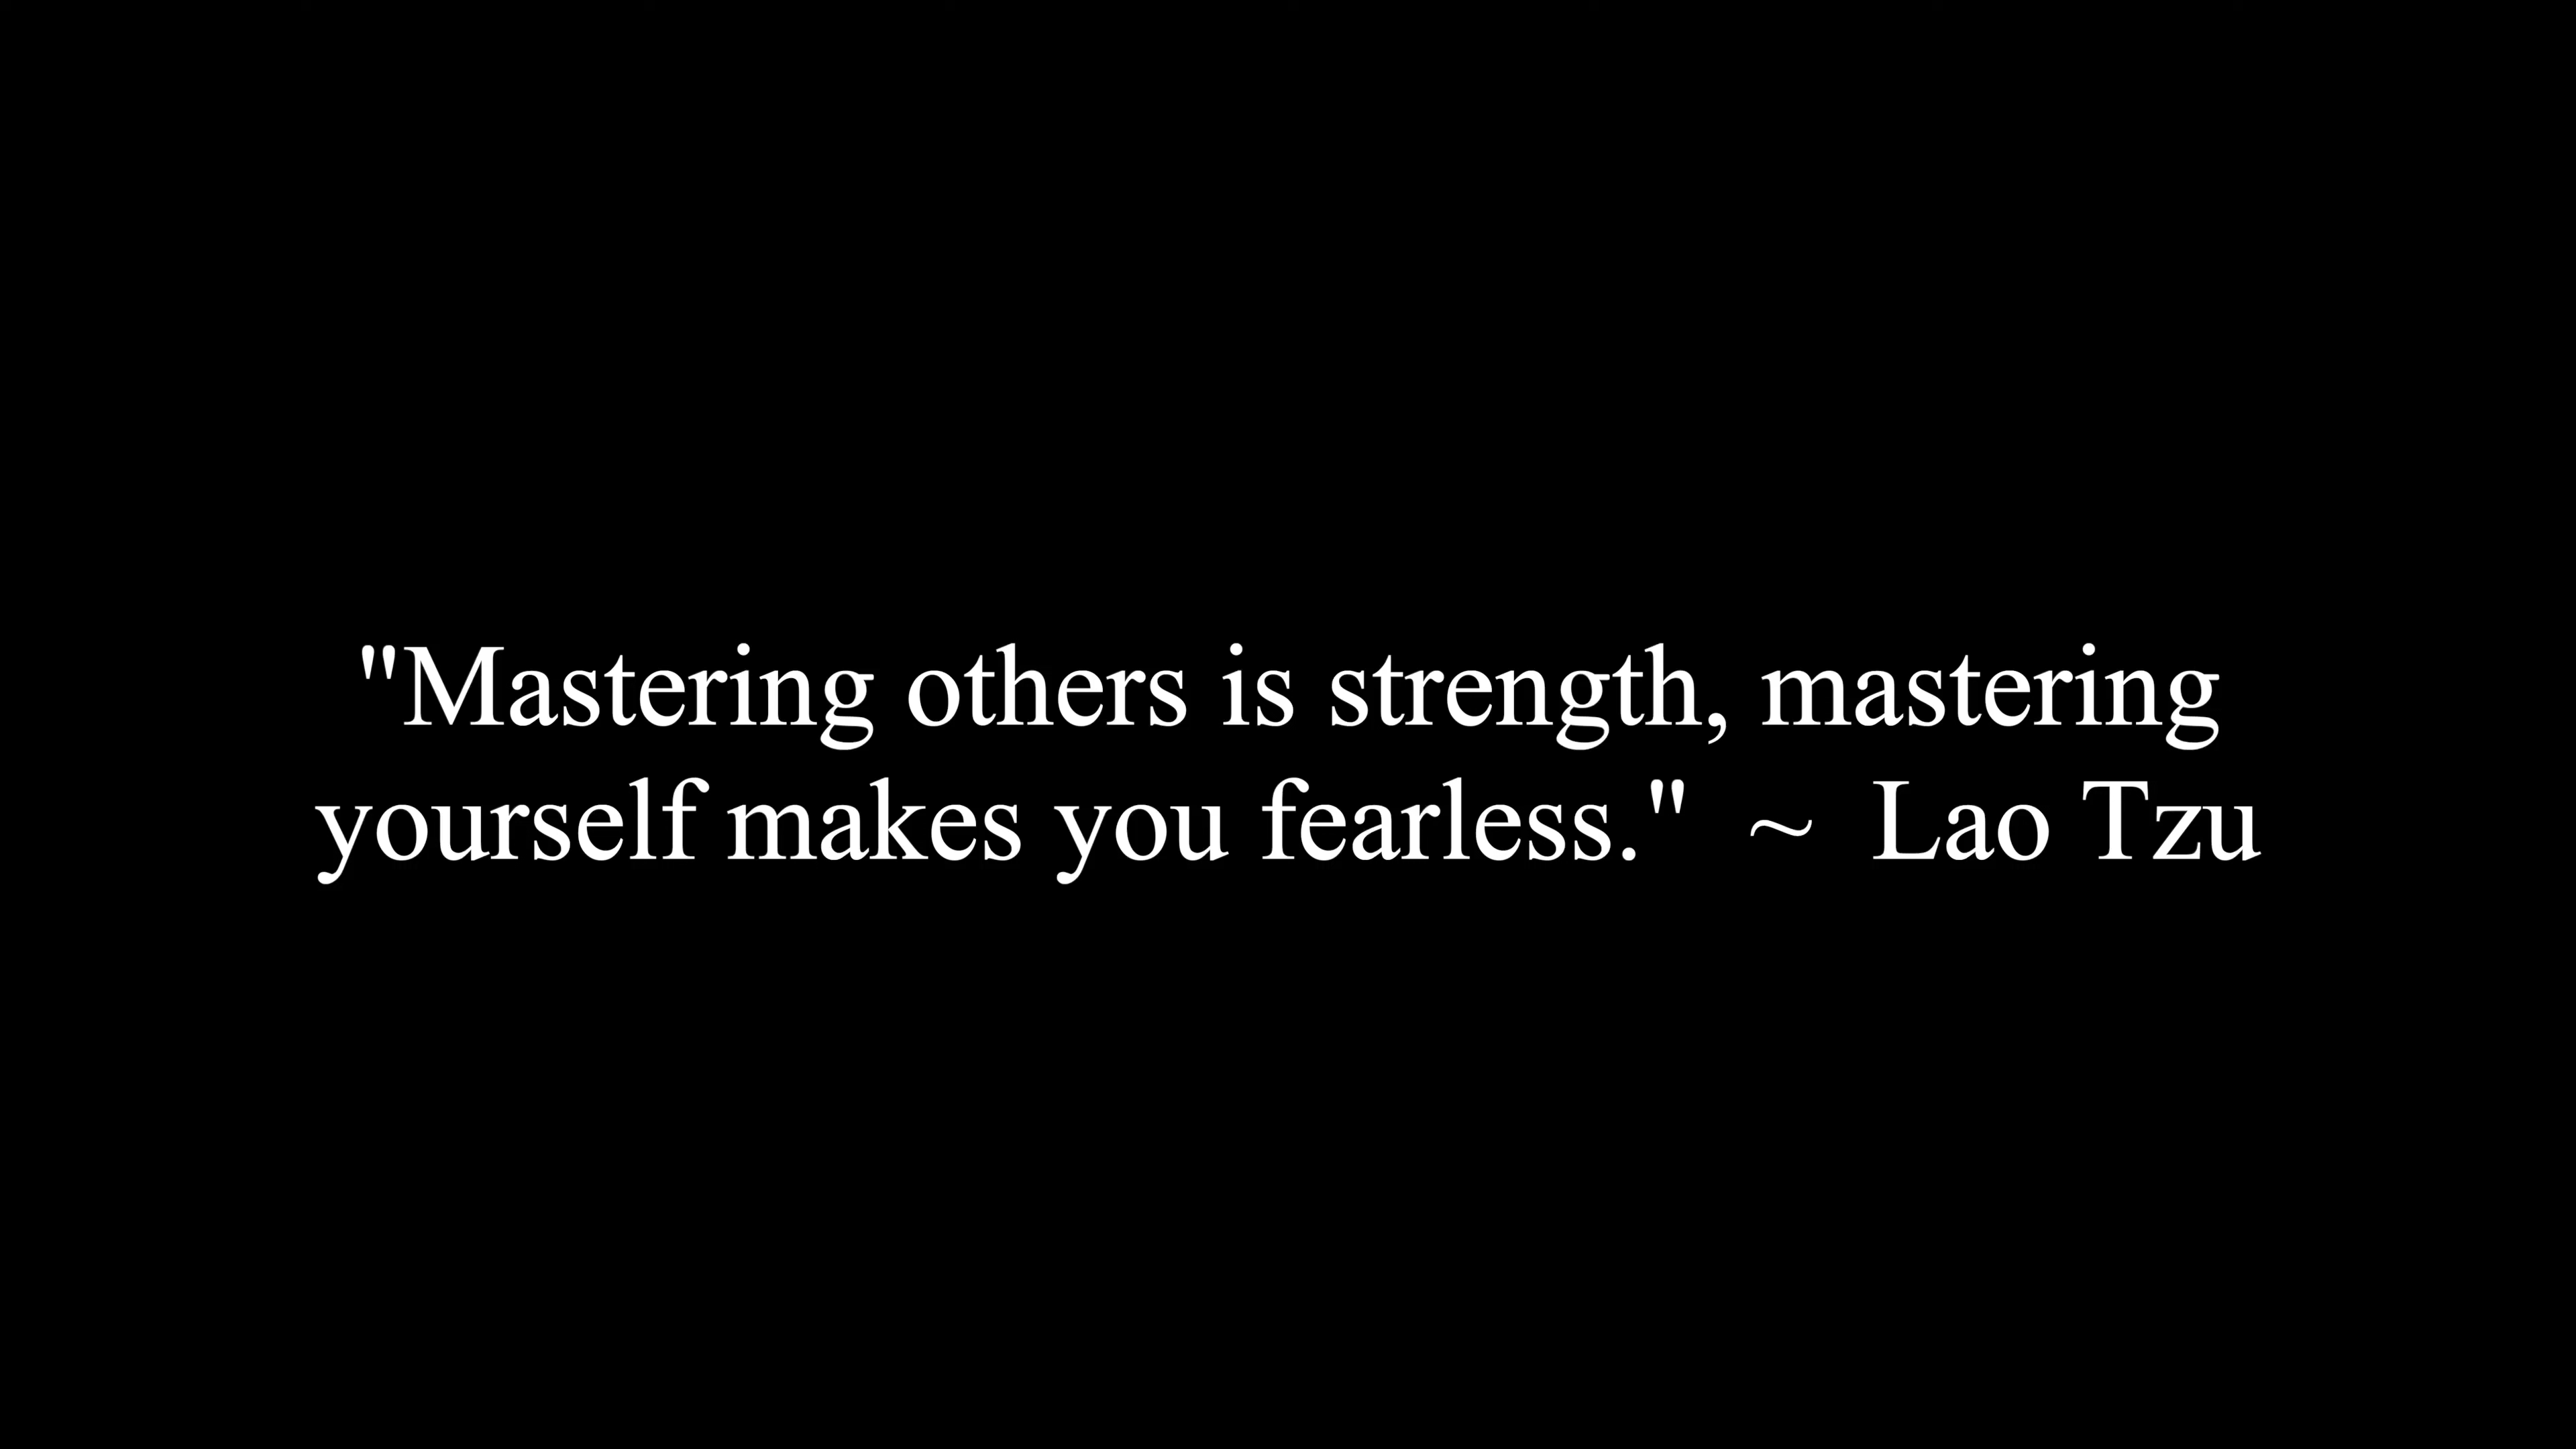 "Mastering others is strength, mastering
yourself makes you fearless."  ~  Lao Tzu